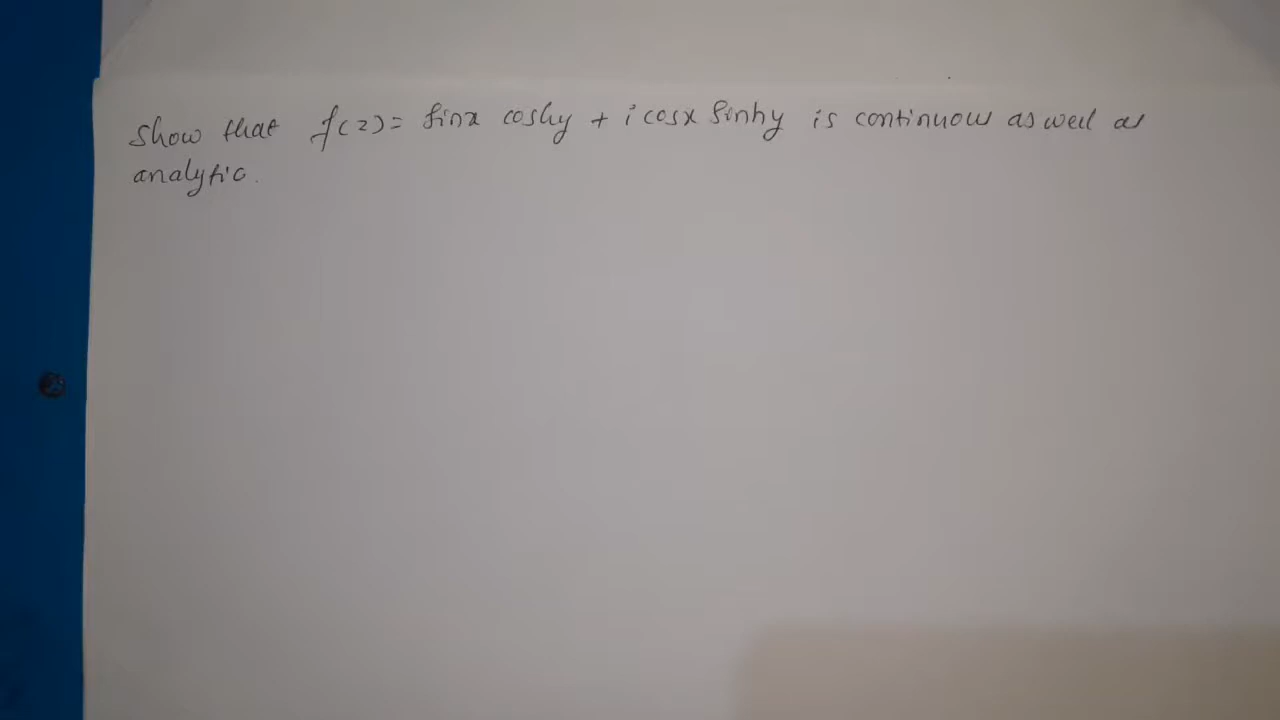 Show that f(z) = sinx coshy + i cosx sinhy is continuous as well as
analytic.